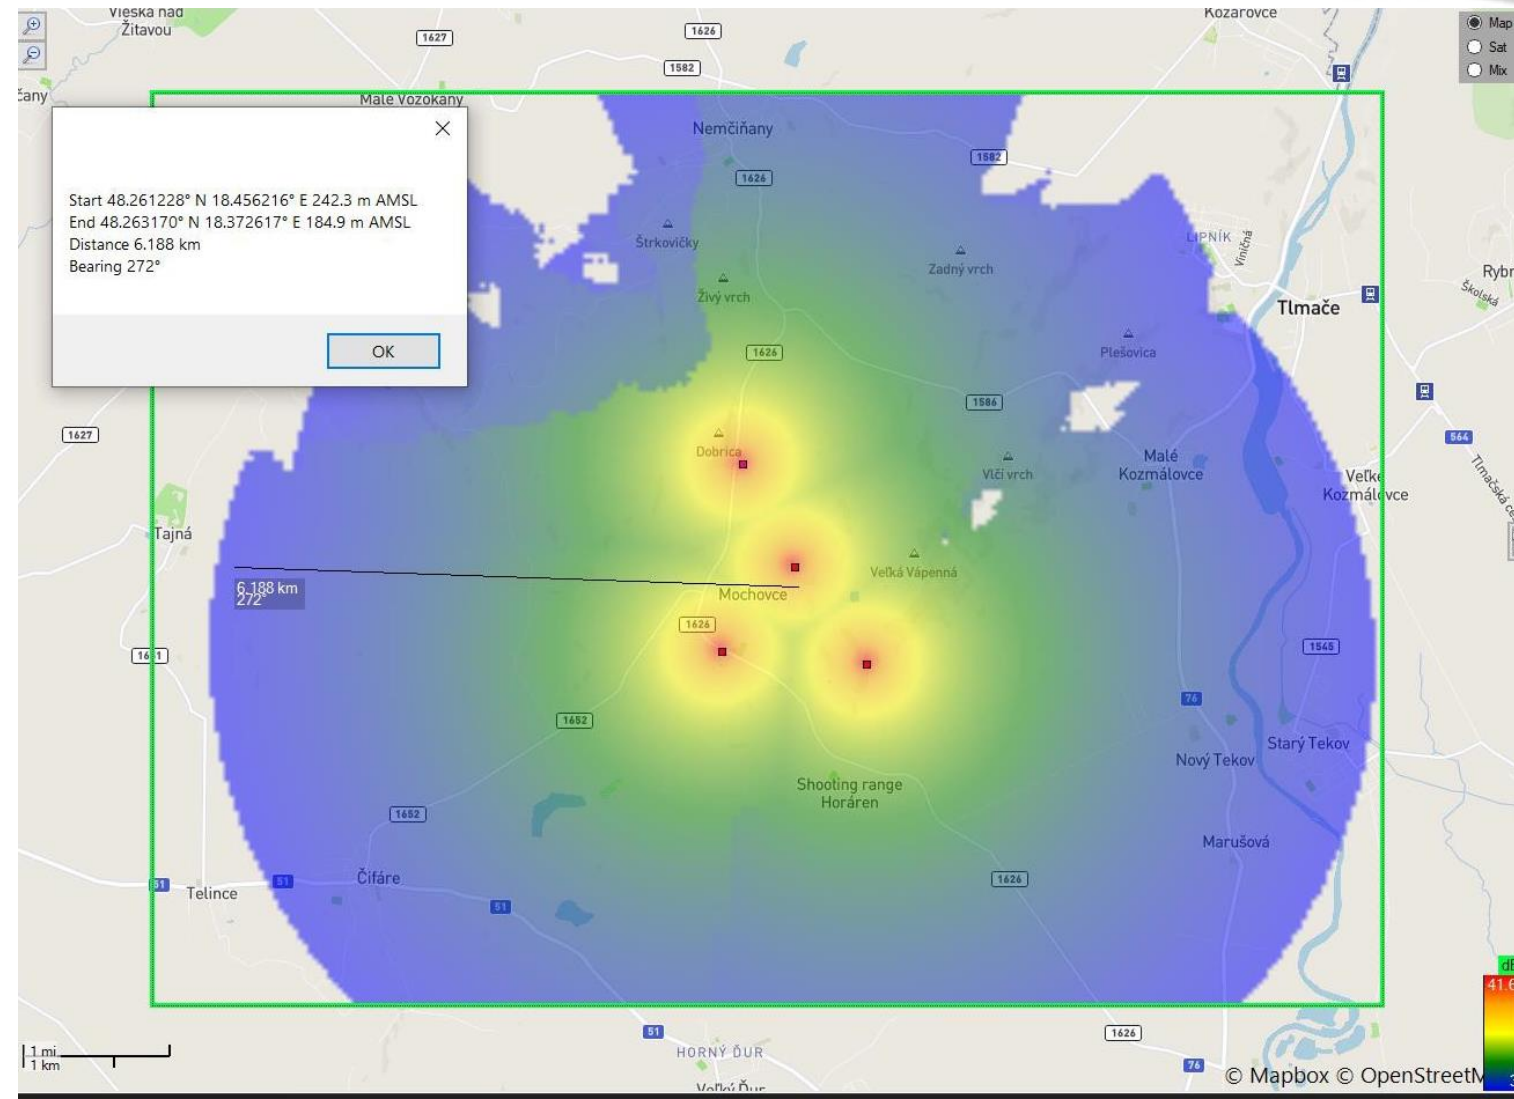 Vieska nad
Žitavou
1627
1626
1582
Kozárovce
Map
Sat
Mix
Malé Vozokany
Start 48.261228° N 18.456216° E 242.3 m AMSL
End 48.263170° N 18.372617° E 184.9 m AMSL
Distance 6.188 km
Bearing 272°
OK
Nemčiňany
1626
1582
Štrkovičky
Živý vrch
Zadný vrch
LIPNÍK
Viničná
Tlmače
Školská
Plešovica
1626
1586
1627
Dobrica
Vlčí vrch
Malé
Kozmálovce
564
Tlmačská
Veľké
Kozmálovce
Tajná
Veľká Vápenná
6.188 km
272°
Mochovce
1626
1545
1652
76
Starý Tekov
Nový Tekov
Shooting range
Horáren
1652
Marušová
Čifáre
51
51
Telince
51
1626
41.6
1 mi
1 km
51
HORNÝ ĎUR
1626
76
Veľký Ďur
© Mapbox © OpenStreetM